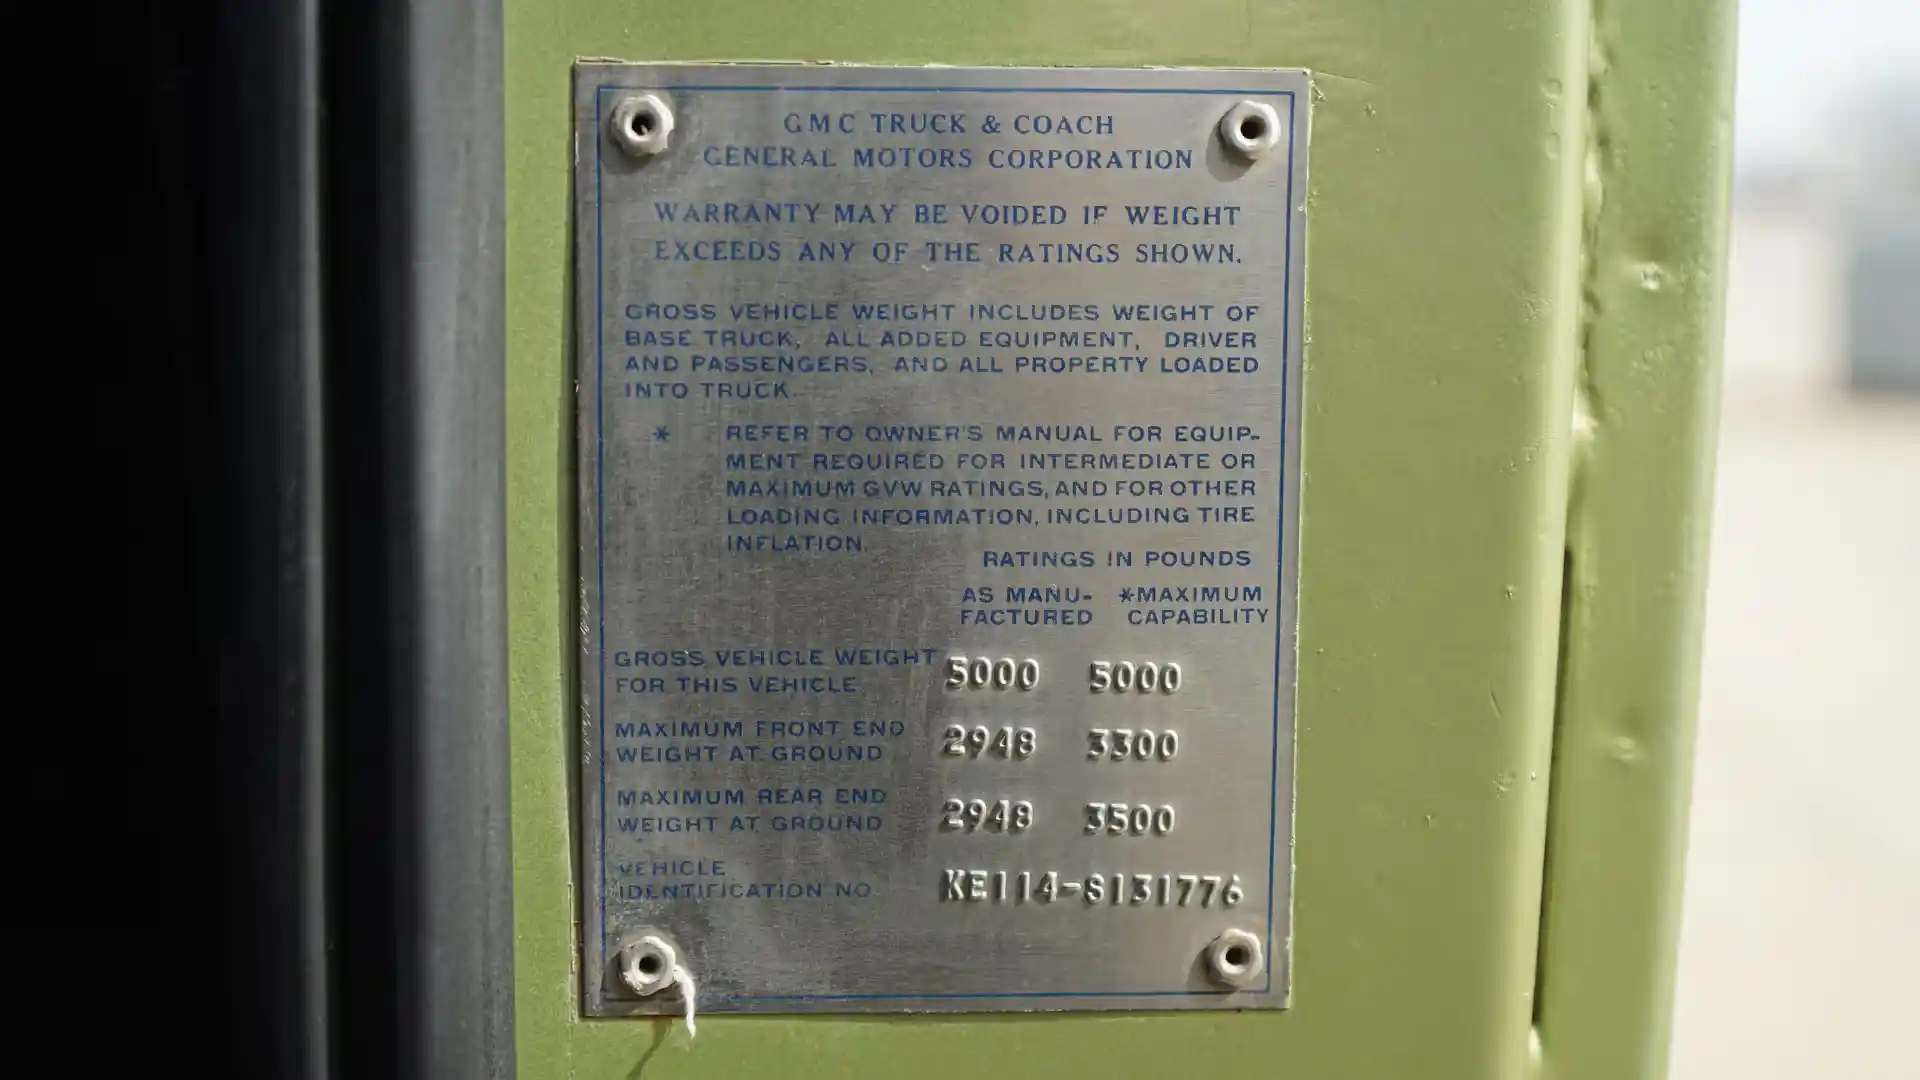 GMC TRUCK & COACH
GENERAL MOTORS CORPORATION
WARRANTY MAY BE VOIDED IF WEIGHT
EXCEEDS ANY OF THE RATINGS SHOWN.
GROSS VEHICLE WEIGHT INCLUDES WEIGHT OF
BASE TRUCK, ALL ADDED EQUIPMENT, DRIVER
AND PASSENGERS, AND ALL PROPERTY LOADED
INTO TRUCK.
* REFER TO OWNER'S MANUAL FOR EQUIP-
MENT REQUIRED FOR INTERMEDIATE OR
MAXIMUM GVW RATINGS, AND FOR OTHER
LOADING INFORMATION, INCLUDING TIRE
INFLATION.
RATINGS IN POUNDS
AS MANU- *MAXIMUM
FACTURED CAPABILITY
GROSS VEHICLE WEIGHT
FOR THIS VEHICLE 5000 5000
MAXIMUM FRONT END
WEIGHT AT GROUND 2948 3300
MAXIMUM REAR END
WEIGHT AT GROUND 2948 3500
VEHICLE
IDENTIFICATION NO. KE114-S131776